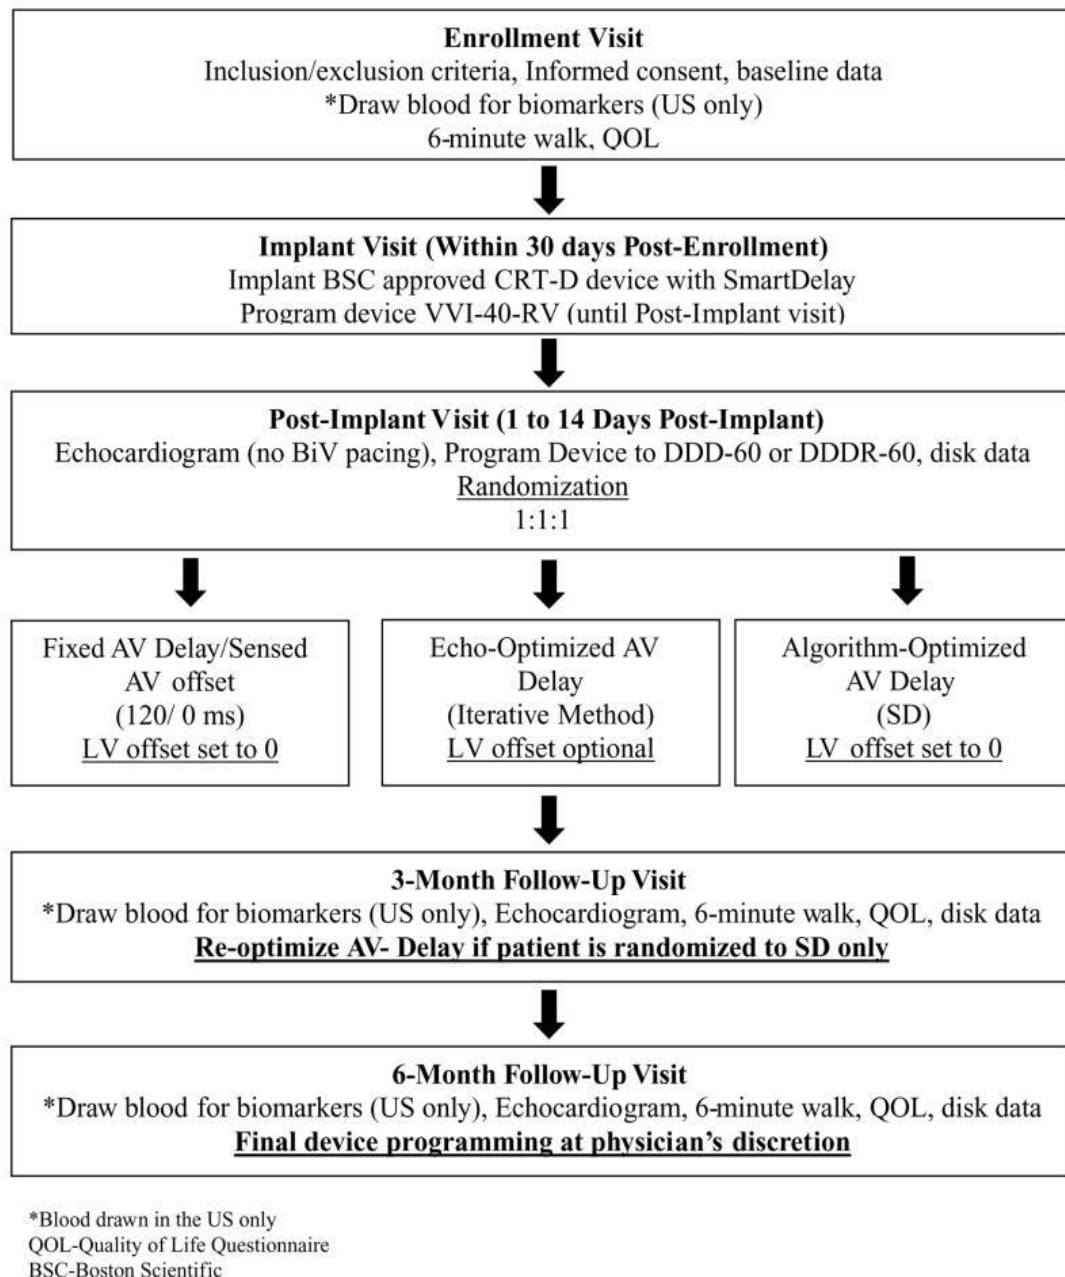 Enrollment Visit
Inclusion/exclusion criteria, Informed consent, baseline data
*Draw blood for biomarkers (US only)
6-minute walk, QOL
Implant Visit (Within 30 days Post-Enrollment)
Implant BSC approved CRT-D device with SmartDelay
Program device VVI-40-RV (until Post-Implant visit)
Post-Implant Visit (1 to 14 Days Post-Implant)
Echocardiogram (no BiV pacing), Program Device to DDD-60 or DDDR-60, disk data
Randomization
1:1:1
Fixed AV Delay/Sensed
AV offset
(120/ 0 ms)
LV offset set to 0
Echo-Optimized AV
Delay
(Iterative Method)
LV offset optional
Algorithm-Optimized
AV Delay
(SD)
LV offset set to 0
3-Month Follow-Up Visit
*Draw blood for biomarkers (US only), Echocardiogram, 6-minute walk, QOL, disk data
Re-optimize AV- Delay if patient is randomized to SD only
6-Month Follow-Up Visit
*Draw blood for biomarkers (US only), Echocardiogram, 6-minute walk, QOL, disk data
Final device programming at physician’s discretion
*Blood drawn in the US only
QOL-Quality of Life Questionnaire
BSC-Boston Scientific